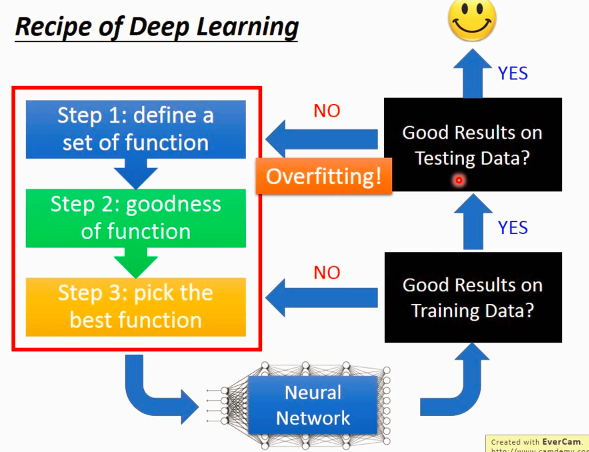 Recipe of Deep Learning
YES
Step 1: define a
set of function
NO
Good Results on
Testing Data?
Overfitting!
Step 2: goodness
of function
YES
NO
Good Results on
Training Data?
Step 3: pick the
best function
Neural
Network
Created with EverCam.